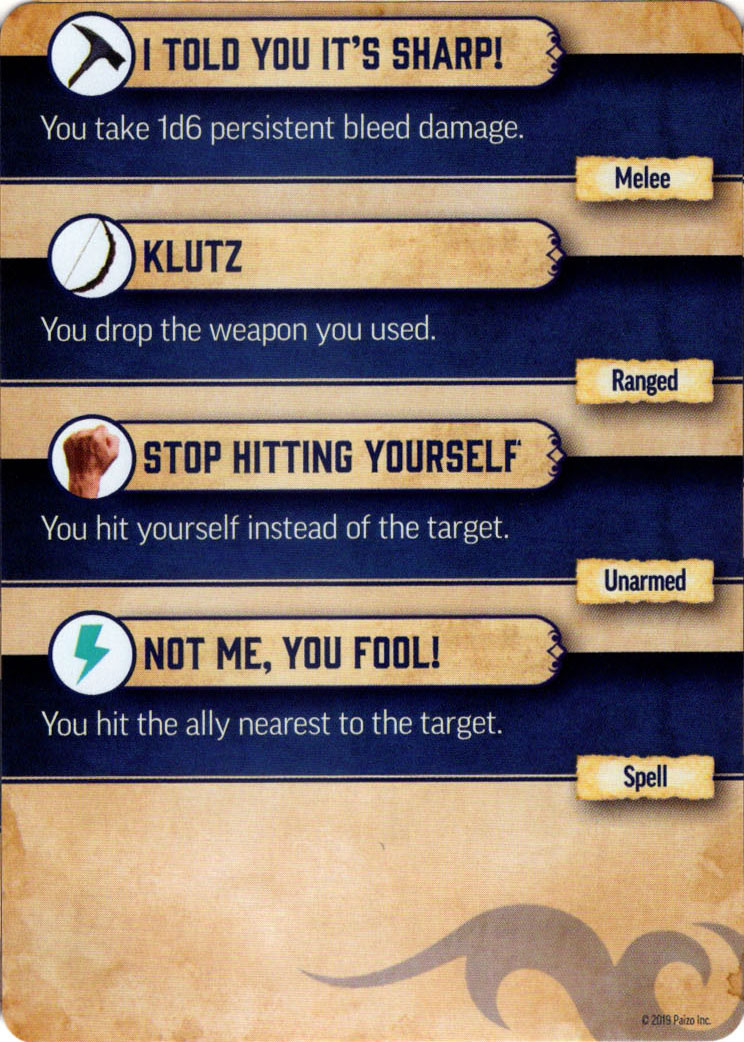 I TOLD YOU IT'S SHARP!
You take 1d6 persistent bleed damage.
Melee
KLUTZ
You drop the weapon you used.
Ranged
STOP HITTING YOURSELF
You hit yourself instead of the target.
Unarmed
NOT ME, YOU FOOL!
You hit the ally nearest to the target.
Spell
© 2019 Paizo Inc.